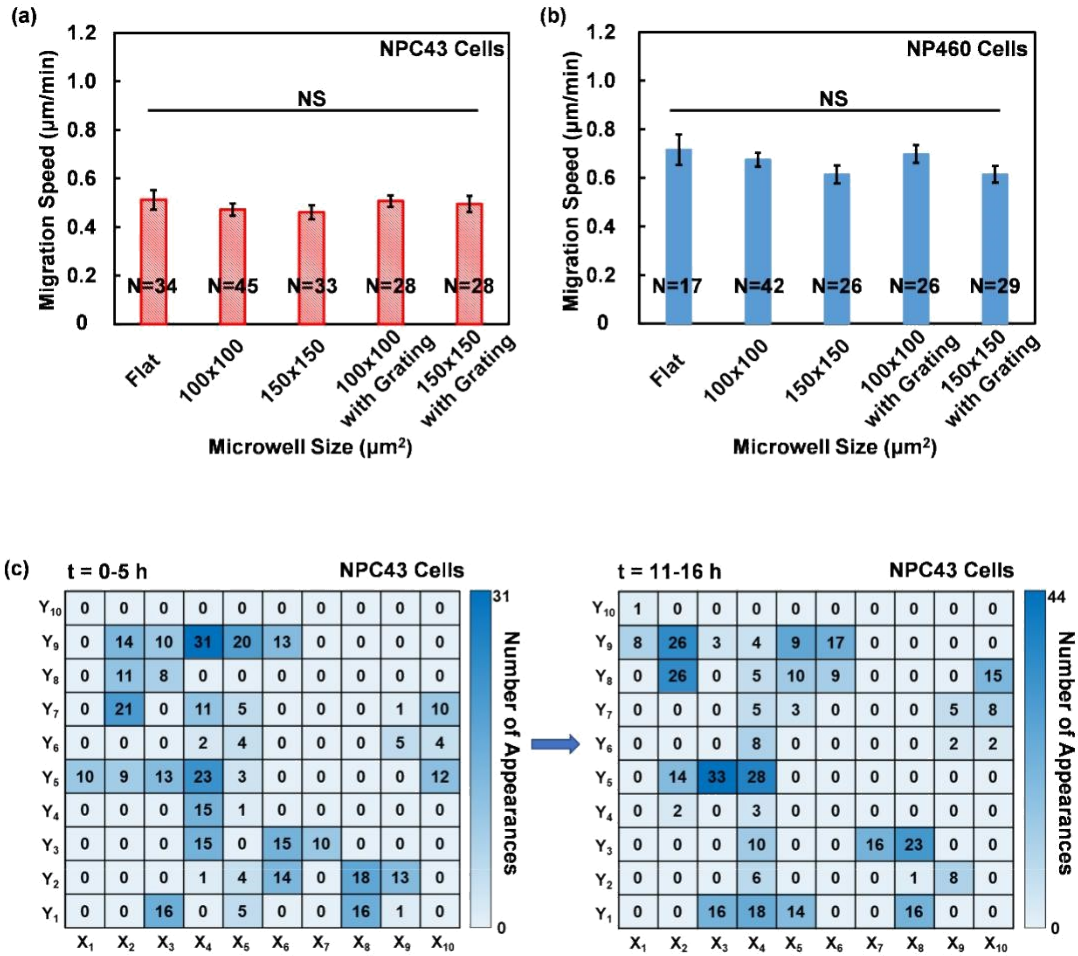 (a)
NPC43 Cells
Migration Speed (µm/min)
1.2
1.0
0.8
0.6
0.4
0.2
0
NS
N=34 N=45 N=33 N=28 N=28
Flat
100x100
150x150
100x100 with Grating
150x150 with Grating
Microwell Size (µm²)
(b)
NP460 Cells
Migration Speed (µm/min)
1.2
1.0
0.8
0.6
0.4
0.2
0
NS
N=17 N=42 N=26 N=26 N=29
Flat
100x100
150x150
100x100 with Grating
150x150 with Grating
Microwell Size (µm²)
(c)
t = 0-5 h NPC43 Cells
Y₁₀ 0 0 0 0 0 0 0 0 0 0
Y₉ 0 14 10 31 20 13 0 0 0 0
Y₈ 0 11 8 0 0 0 0 0 0 0
Y₇ 0 21 0 11 5 0 0 0 1 10
Y₆ 0 0 0 2 4 0 0 0 5 4
Y₅ 10 9 13 23 3 0 0 0 0 12
Y₄ 0 0 0 15 1 0 0 0 0 0
Y₃ 0 0 0 15 0 15 10 0 0 0
Y₂ 0 0 0 1 4 14 0 18 13 0
Y₁ 0 0 16 0 5 0 0 16 1 0
X₁ X₂ X₃ X₄ X₅ X₆ X₇ X₈ X₉ X₁₀
31
Number of Appearances
0
t = 11-16 h NPC43 Cells
Y₁₀ 1 0 0 0 0 0 0 0 0 0
Y₉ 8 26 3 4 9 17 0 0 0 0
Y₈ 0 26 0 5 10 9 0 0 0 15
Y₇ 0 0 0 5 3 0 0 0 5 8
Y₆ 0 0 0 8 0 0 0 0 2 2
Y₅ 0 14 33 28 0 0 0 0 0 0
Y₄ 0 2 0 3 0 0 0 0 0 0
Y₃ 0 0 0 10 0 0 16 23 0 0
Y₂ 0 0 0 6 0 0 0 1 8 0
Y₁ 0 0 16 18 14 0 0 16 0 0
X₁ X₂ X₃ X₄ X₅ X₆ X₇ X₈ X₉ X₁₀
44
Number of Appearances
0